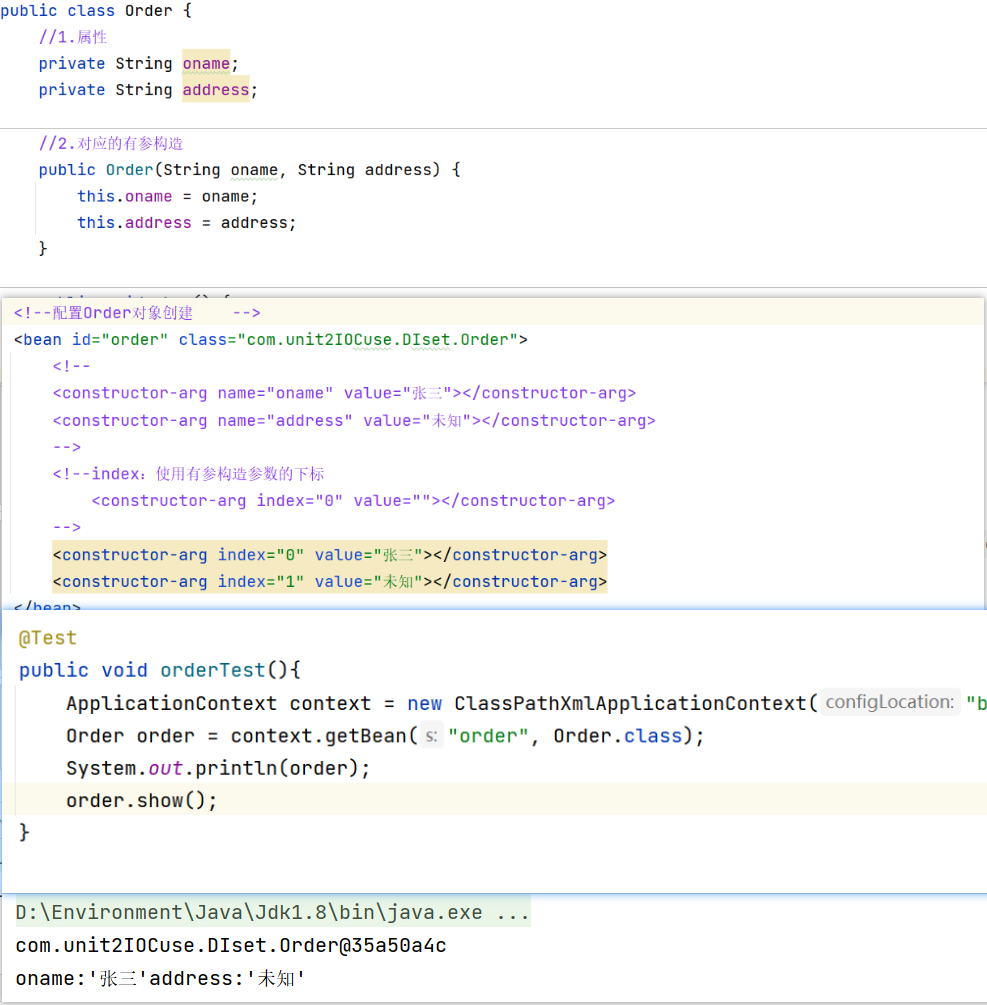 public class Order {
//1.属性
private String oname;
private String address;
//2.对应的有参构造
public Order(String oname, String address) {
this.oname = oname;
this.address = address;
}
<!--配置Order对象创建    -->
<bean id="order" class="com.unit2IOCuse.DIset.Order">
<!--
<constructor-arg name="oname" value="张三"></constructor-arg>
<constructor-arg name="address" value="未知"></constructor-arg>
-->
<!--index：使用有参构造参数的下标
<constructor-arg index="0" value=""></constructor-arg>
-->
<constructor-arg index="0" value="张三"></constructor-arg>
<constructor-arg index="1" value="未知"></constructor-arg>
</bean>
@Test
public void orderTest(){
ApplicationContext context = new ClassPathXmlApplicationContext( configLocation: "b
Order order = context.getBean( s: "order", Order.class);
System.out.println(order);
order.show();
}
D:\Environment\Java\Jdk1.8\bin\java.exe ...
com.unit2IOCuse.DIset.Order@35a50a4c
oname:'张三'address:'未知'